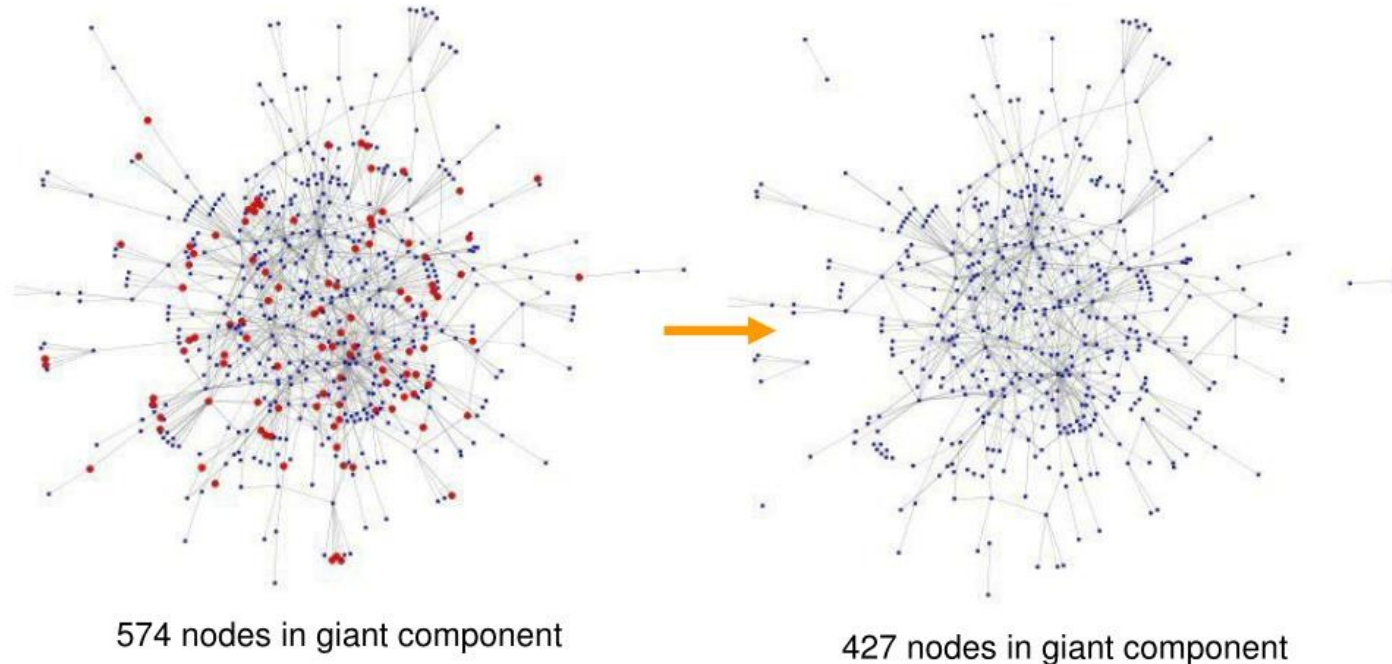 574 nodes in giant component
427 nodes in giant component